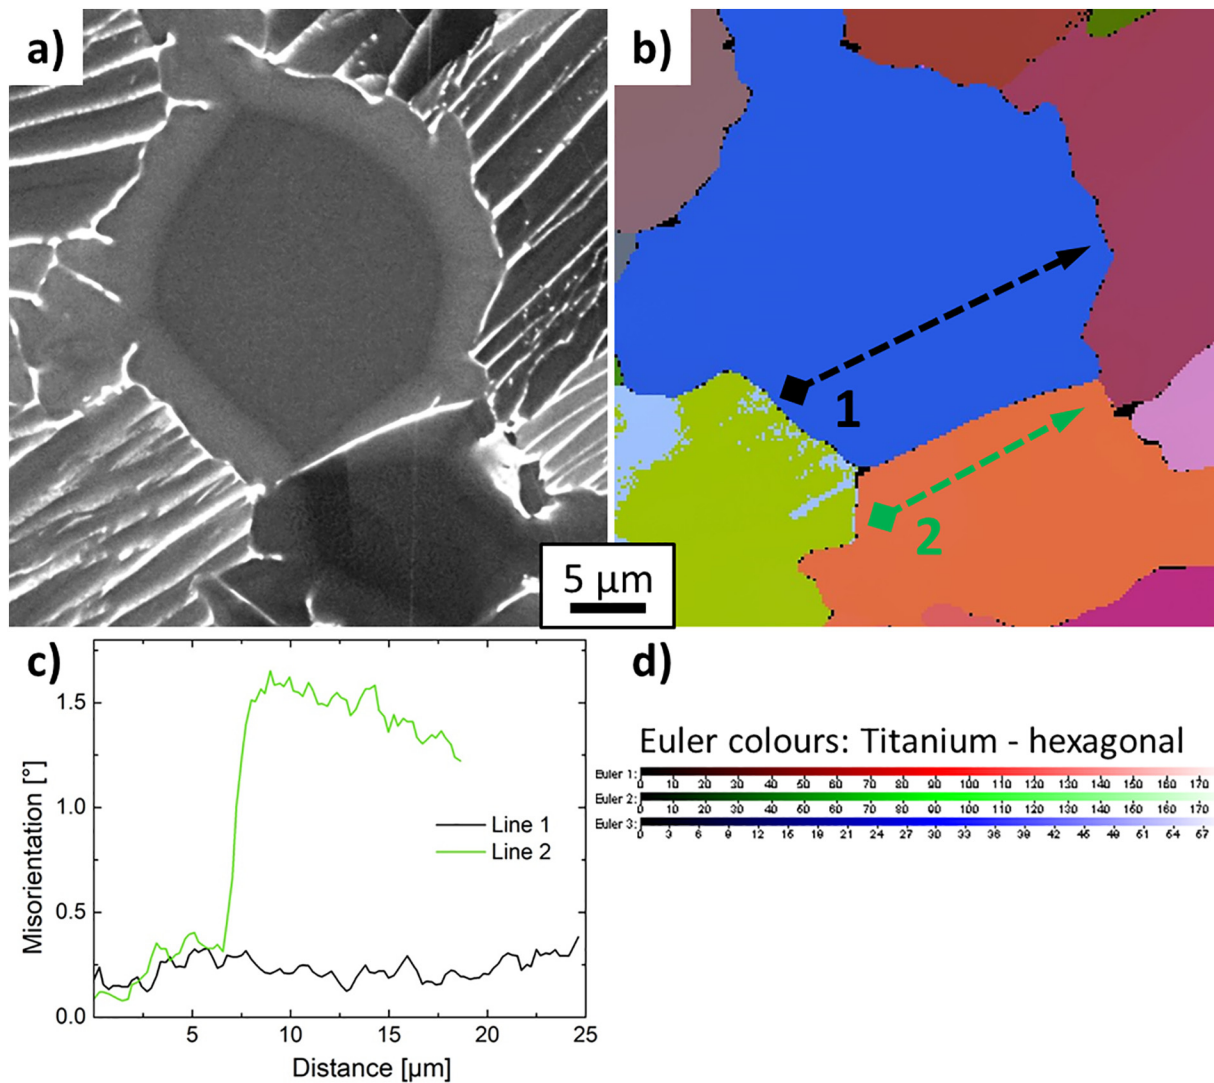 a)
b)
1
2
5 µm
c)
d)
1.5
1.0
0.5
0.0
5
10
15
20
25
Misorientation [°]
Distance [µm]
Line 1
Line 2
Euler colours: Titanium - hexagonal
Euler 1:
0 10 20 30 40 50 60 70 80 90 100 110 120 130 140 150 160 170
Euler 2:
0 10 20 30 40 50 60 70 80 90 100 110 120 130 140 150 160 170
Euler 3:
0 3 6 9 12 15 19 21 24 27 30 33 36 39 42 45 48 51 54 57